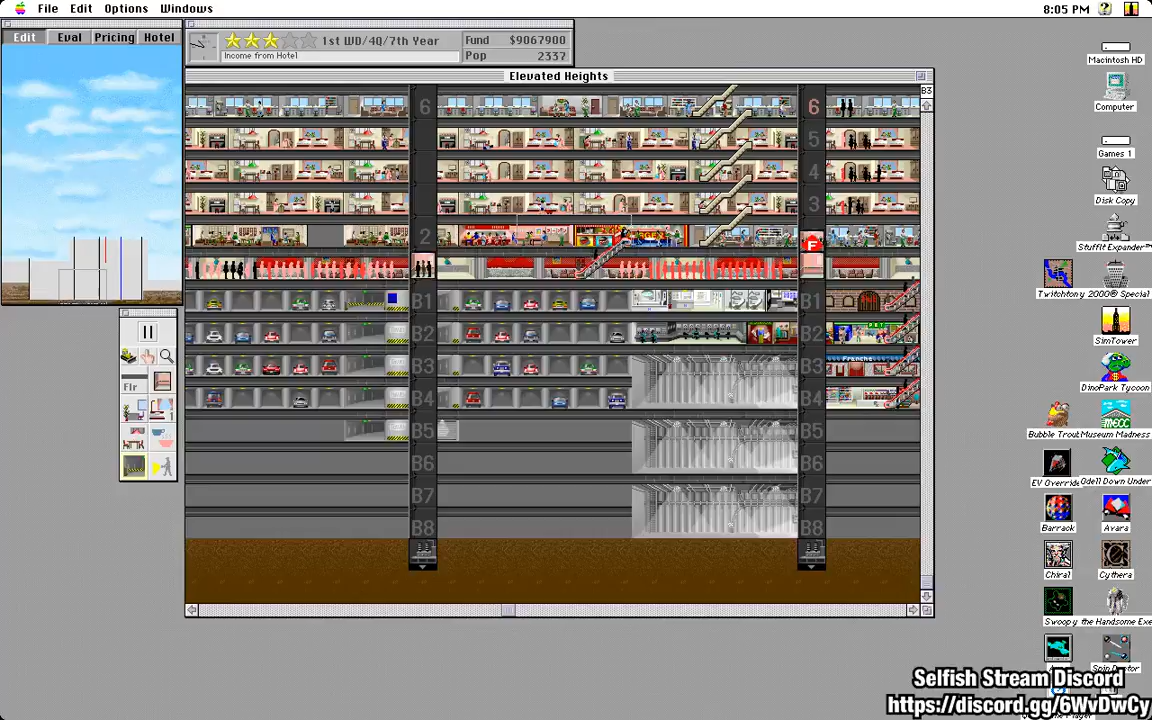 File Edit Options Windows 8:05 PM
Edit Eval Pricing Hotel
1st WD/4Q/7th Year Fund $9067900
Income from Hotel Pop 2337
Elevated Heights
B3
6 6
5
4
3
2 F
B1 B1
B2 B2
B3 B3
B4 B4
B5 B5
B6 B6
B7 B7
B8 B8
Flr
Macintosh HD
Computer
Games 1
Disk Copy
StuffIt Expander™
Twitchtony 2000® Special
SimTower
DinoPark Tycoon
Bubble Trout Museum Madness
EV Override Odell Down Under
Barrack Avara
Chiral Cythera
Swoopy the Handsome Exe
Spin Doctor
Selfish Stream Discord
https://discord.gg/6WvDwCy